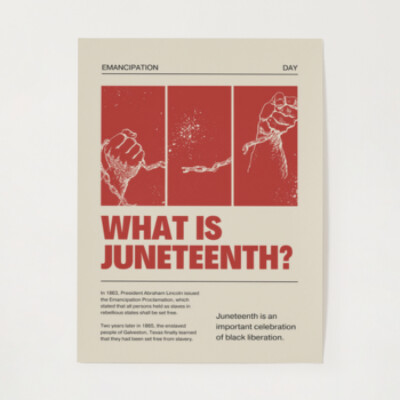 EMANCIPATION
DAY
WHAT IS
JUNETEENTH?
In 1863, President Abraham Lincoln issued
the Emancipation Proclamation, which
stated that all persons held as slaves in
rebellious states shall be set free.
Two years later in 1865, the enslaved
people of Galveston, Texas finally learned
that they had been set free from slavery.
Juneteenth is an
important celebration
of black liberation.